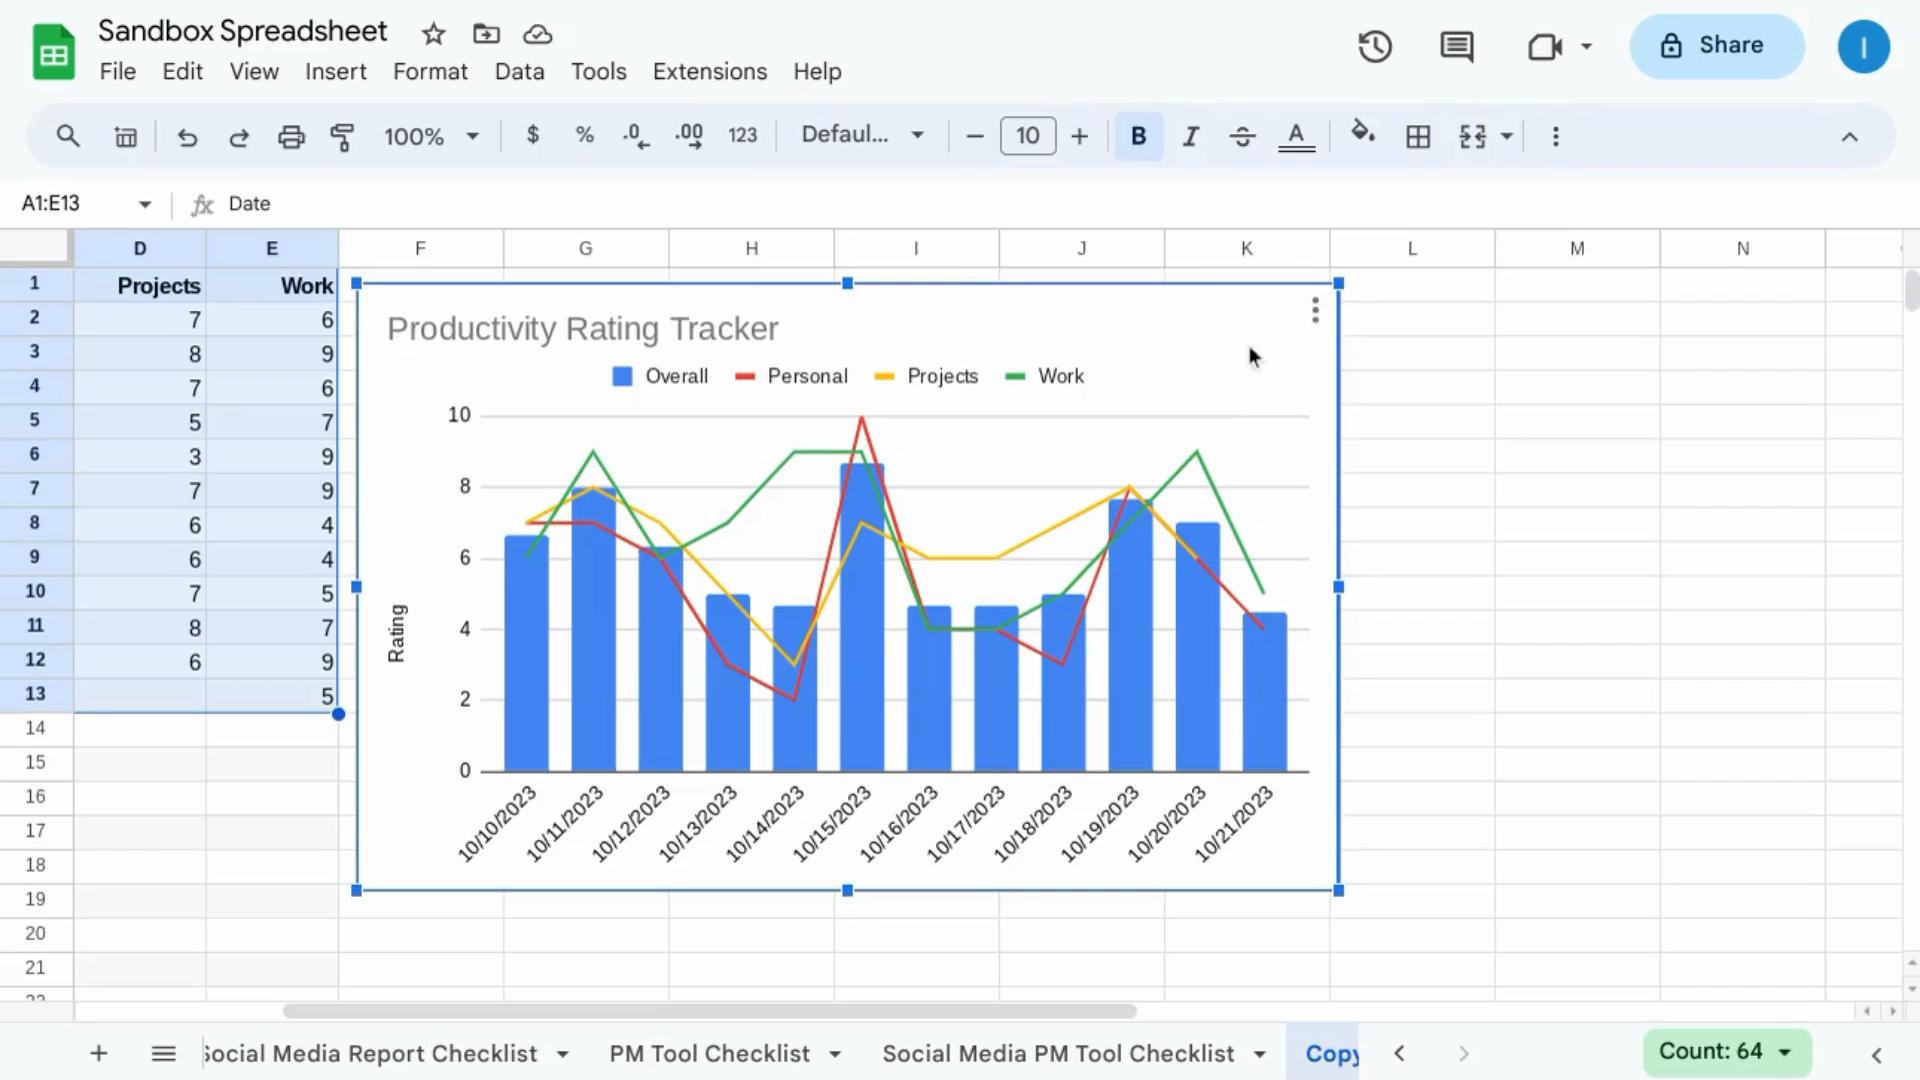 Sandbox Spreadsheet
File Edit View Insert Format Data Tools Extensions Help
Share
I
100% $ % .0 .00 123 Defaul... 10 B I S A
A1:E13 fx Date
D E F G H I J K L M N
1 Projects Work
2 7 6
3 8 9
4 7 6
5 5 7
6 3 9
7 7 9
8 6 4
9 6 4
10 7 5
11 8 7
12 6 9
13 5
14
15
16
17
18
19
20
21
Productivity Rating Tracker
Overall Personal Projects Work
10
8
6
4
2
0
Rating
10/10/2023 10/11/2023 10/12/2023 10/13/2023 10/14/2023 10/15/2023 10/16/2023 10/17/2023 10/18/2023 10/19/2023 10/20/2023 10/21/2023
Social Media Report Checklist PM Tool Checklist Social Media PM Tool Checklist Copy Count: 64